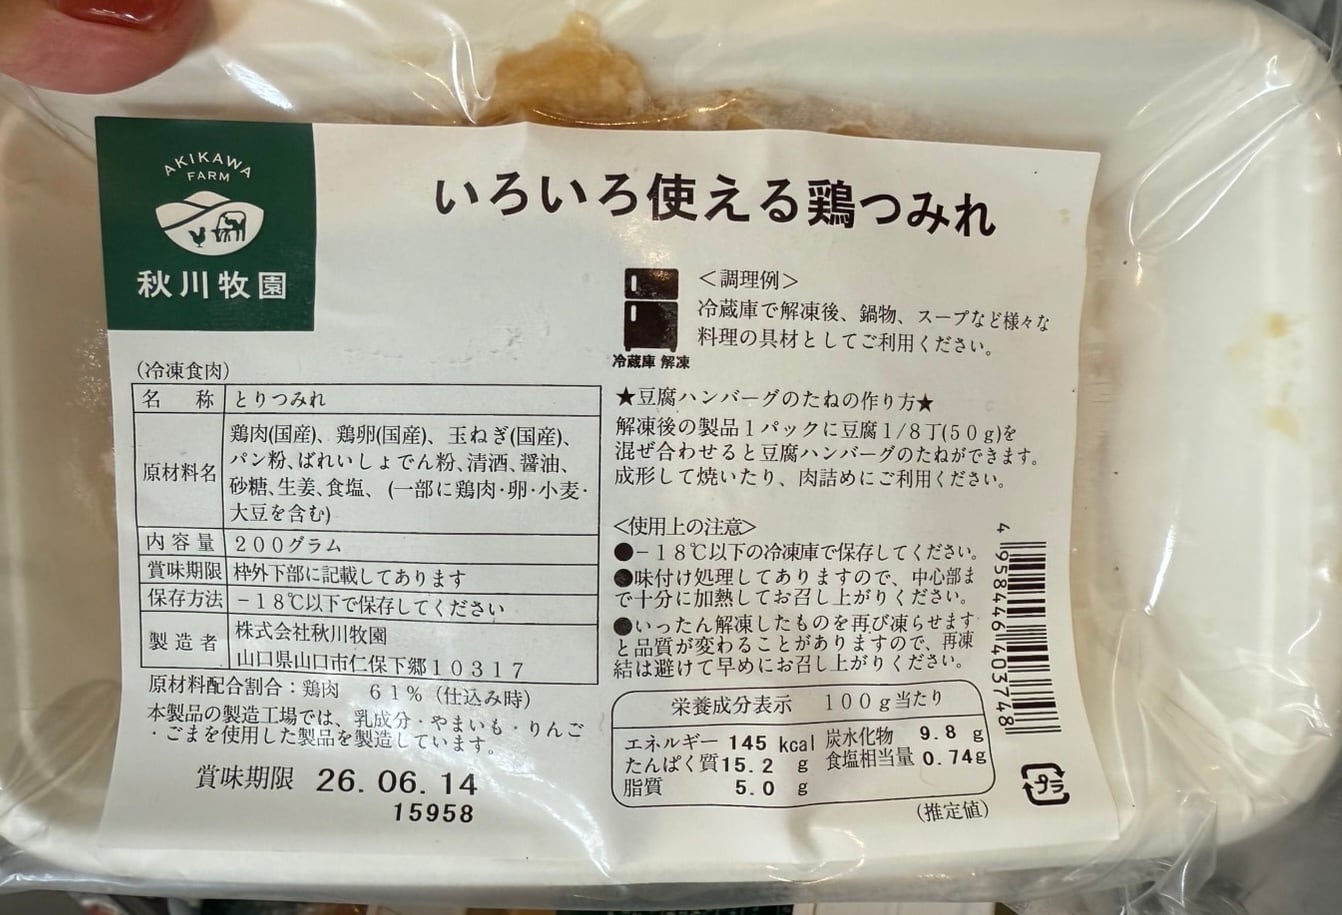 AKIKAWA
FARM
秋川牧園
いろいろ使える鶏つみれ
冷蔵庫 解凍
＜調理例＞
冷蔵庫で解凍後、鍋物、スープなど様々な
料理の具材としてご利用ください。
★豆腐ハンバーグのたねの作り方★
解凍後の製品1パックに豆腐1/8丁(50g)を
混ぜ合わせると豆腐ハンバーグのたねができます。
成形して焼いたり、肉詰めにご利用ください。
＜使用上の注意＞
●－18℃以下の冷凍庫で保存してください。
●味付け処理してありますので、中心部ま
で十分に加熱してお召し上がりください。
●いったん解凍したものを再び凍らせます
と品質が変わることがありますので、再凍
結は避けて早めにお召し上がりください。
(冷凍食肉)
名 称 とりつみれ
原材料名 鶏肉(国産)、鶏卵(国産)、玉ねぎ(国産)、
パン粉、ばれいしょでん粉、清酒、醤油、
砂糖、生姜、食塩、(一部に鶏肉・卵・小麦・
大豆を含む)
内容量 200グラム
賞味期限 枠外下部に記載してあります
保存方法 －18℃以下で保存してください
製造者 株式会社秋川牧園
山口県山口市仁保下郷10317
原材料配合割合：鶏肉 61％（仕込み時）
本製品の製造工場では、乳成分・やまいも・りんご
・ごまを使用した製品を製造しています。
賞味期限 26.06.14
15958
栄養成分表示 100g当たり
エネルギー 145 kcal 炭水化物 9.8 g
たんぱく質 15.2 g 食塩相当量 0.74g
脂質 5.0 g
(推定値)
4958446403748
プラ